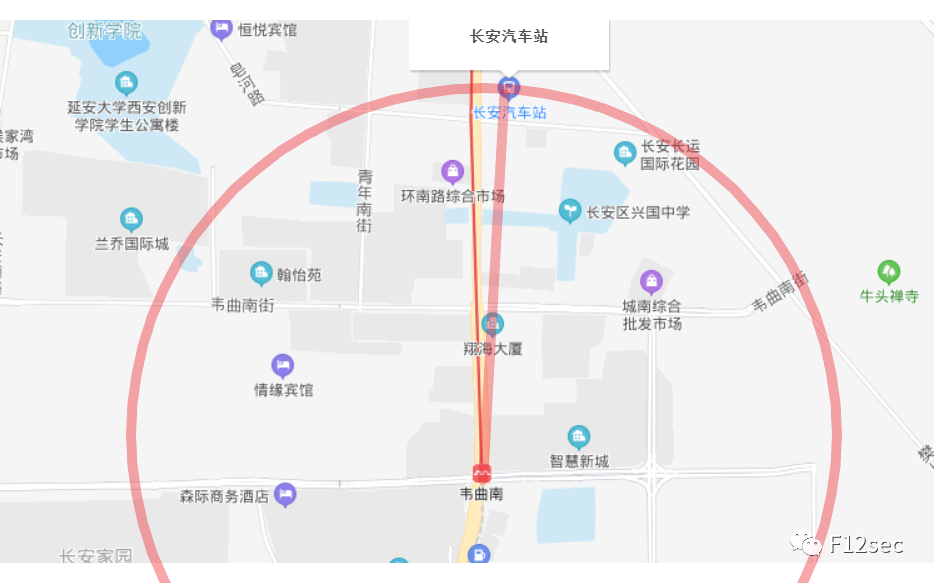 创新学院
恒悦宾馆
长安汽车站
皂河路
延安大学西安创新
学院学生公寓楼
长安汽车站
长安长运
国际花园
青年南街
环南路综合市场
长安区兴国中学
兰乔国际城
翰怡苑
韦曲南街
城南综合
批发市场
韦曲南街
牛头禅寺
翔海大厦
情缘宾馆
智慧新城
森际商务酒店
韦曲南
长安家园
F12sec